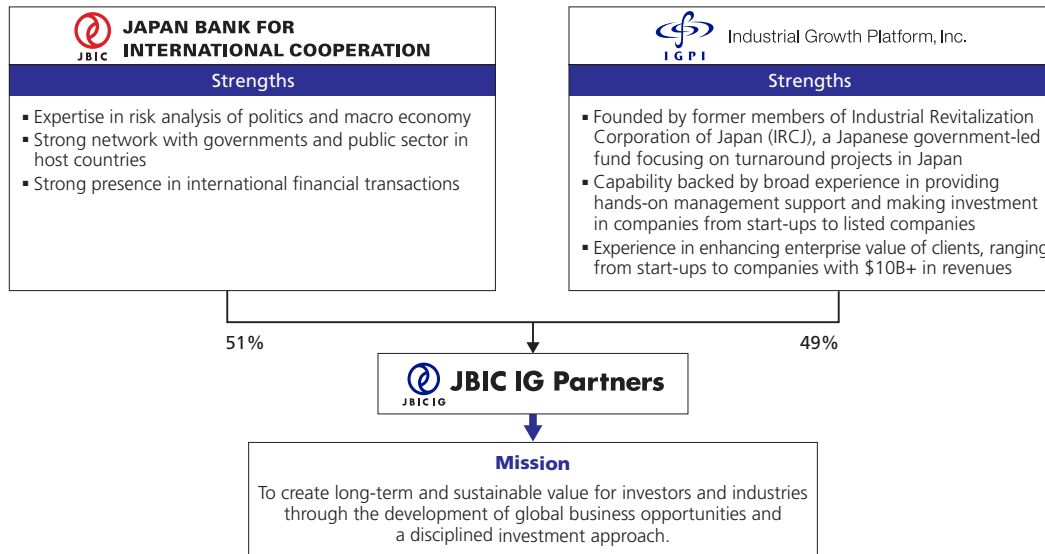 JBIC
JAPAN BANK FOR
INTERNATIONAL COOPERATION
Strengths
▪ Expertise in risk analysis of politics and macro economy
▪ Strong network with governments and public sector in
host countries
▪ Strong presence in international financial transactions
IGPI
Industrial Growth Platform, Inc.
Strengths
▪ Founded by former members of Industrial Revitalization
Corporation of Japan (IRCJ), a Japanese government-led
fund focusing on turnaround projects in Japan
▪ Capability backed by broad experience in providing
hands-on management support and making investment
in companies from start-ups to listed companies
▪ Experience in enhancing enterprise value of clients, ranging
from start-ups to companies with $10B+ in revenues
51%
49%
JBIC IG
JBIC IG Partners
Mission
To create long-term and sustainable value for investors and industries
through the development of global business opportunities and
a disciplined investment approach.